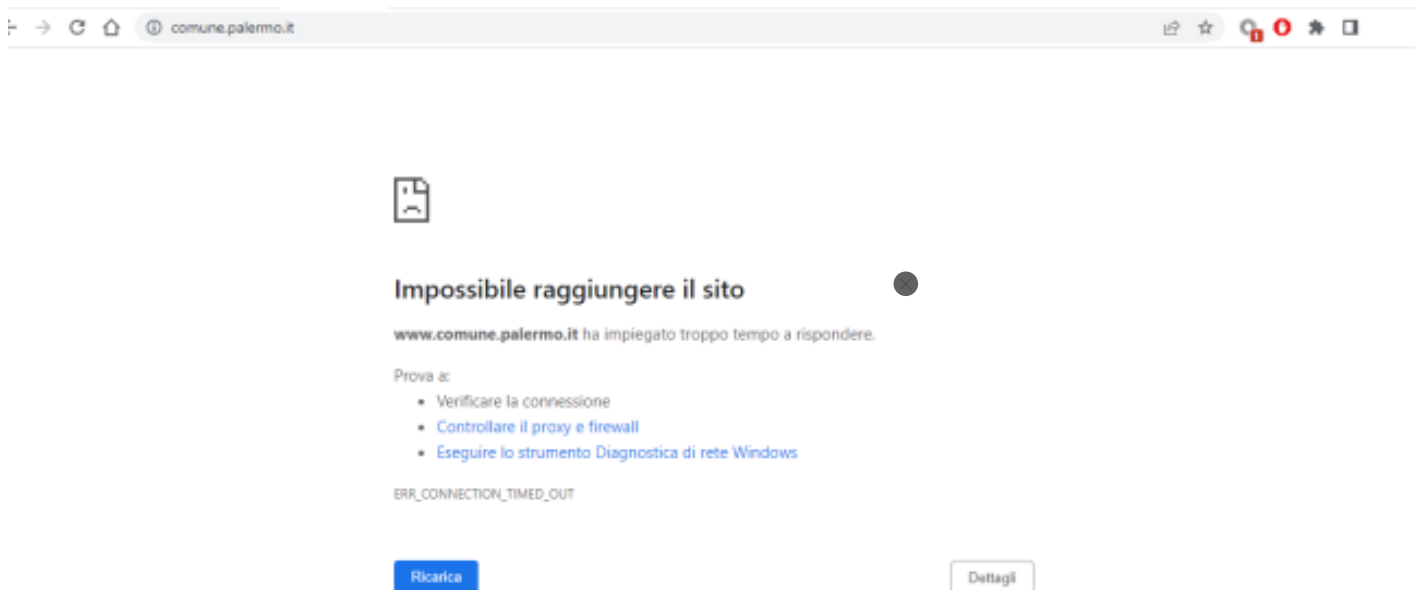 comune.palermo.it
Impossibile raggiungere il sito
www.comune.palermo.it ha impiegato troppo tempo a rispondere.
Prova a:
• Verificare la connessione
• Controllare il proxy e firewall
• Eseguire lo strumento Diagnostica di rete Windows
ERR_CONNECTION_TIMED_OUT
Ricarica
Dettagli